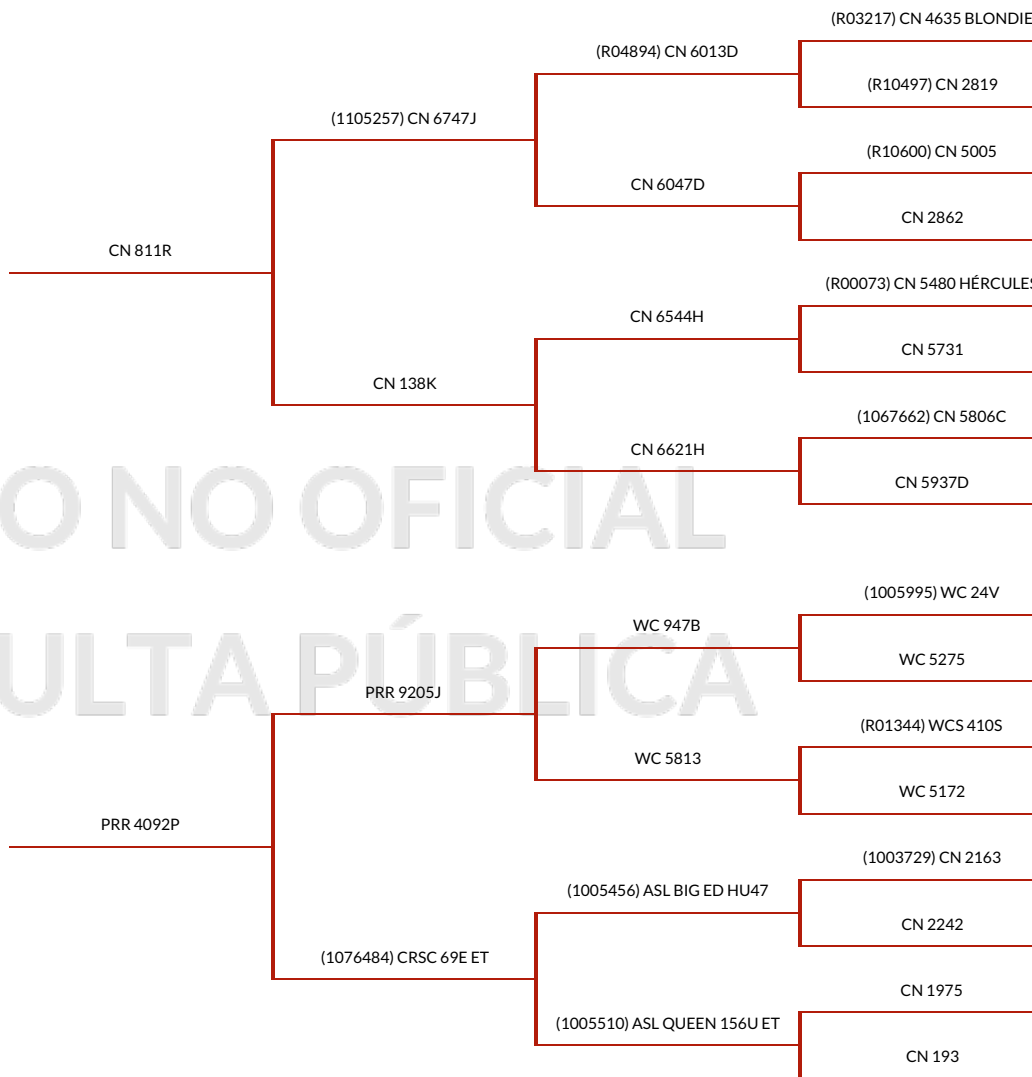 (R03217) CN 4635 BLONDIE
(R04894) CN 6013D
(R10497) CN 2819
(1105257) CN 6747J
(R10600) CN 5005
CN 6047D
CN 2862
CN 811R
(R00073) CN 5480 HÉRCULES
CN 6544H
CN 5731
CN 138K
(1067662) CN 5806C
CN 6621H
CN 5937D
O NO OFICIAL
(1005995) WC 24V
WC 947B
ULTA PÚBLICA
WC 5275
PRR 9205J
(R01344) WCS 410S
WC 5813
WC 5172
PRR 4092P
(1003729) CN 2163
(1005456) ASL BIG ED HU47
CN 2242
(1076484) CRSC 69E ET
CN 1975
(1005510) ASL QUEEN 156U ET
CN 193